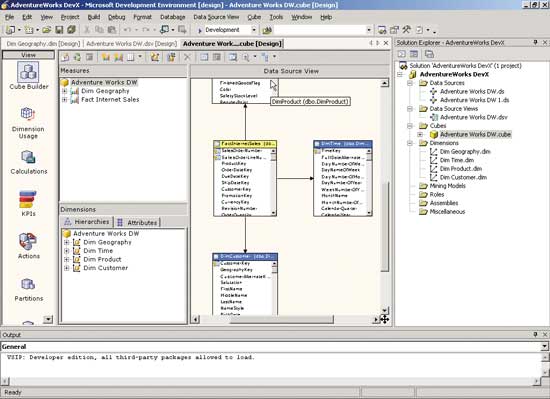 AdventureWorks DevX - Microsoft Development Environment [design] - Adventure Works DW.cube [Design]
File Edit View Project Build Debug Format Database Data Source View Cube Tools Window Community Help
Development
Dim Geography.dim [Design] Adventure Works DW.dsv [Design] Adventure Work...cube [Design]
View
Cube Builder
Dimension Usage
Calculations
KPIs
Actions
Partitions
Measures
Adventure Works DW
Dim Geography
Fact Internet Sales
Dimensions
Hierarchies Attributes
Adventure Works DW
Dim Geography
Dim Time
Dim Product
Dim Customer
Data Source View
FinishedGoodsFlag
Color
SafetyStockLevel
DimProduct (dbo.DimProduct)
FactInternetSales (db...
SalesOrderNumber
SalesOrderLineNu...
ProductKey
OrderDateKey
DueDateKey
ShipDateKey
CustomerKey
PromotionKey
CurrencyKey
RevisionNumber
OrderQuantity
DimTime (dbo.Dim...
TimeKey
FullDateAlternate...
DayNumberOfWe...
DayNumberOfMo...
DayNumberOfYear
MonthNumberOf...
CalendarQuarter
CalendarYear
DimCustomer (dbo.Di...
CustomerKey
GeographyKey
CustomerAlternateK...
Salutation
FirstName
MiddleName
LastName
NameStyle
Solution Explorer - AdventureWorks DevX
Solution 'AdventureWorks DevX' (1 project)
AdventureWorks DevX
Data Sources
Adventure Works DW.ds
Adventure Works DW 1.ds
Data Source Views
Adventure Works DW.dsv
Cubes
Adventure Works DW.cube
Dimensions
Dim Geography.dim
Dim Time.dim
Dim Product.dim
Dim Customer.dim
Mining Models
Roles
Assemblies
Miscellaneous
Output
General
VSIP: Developer edition, all third-party packages allowed to load.
Ready